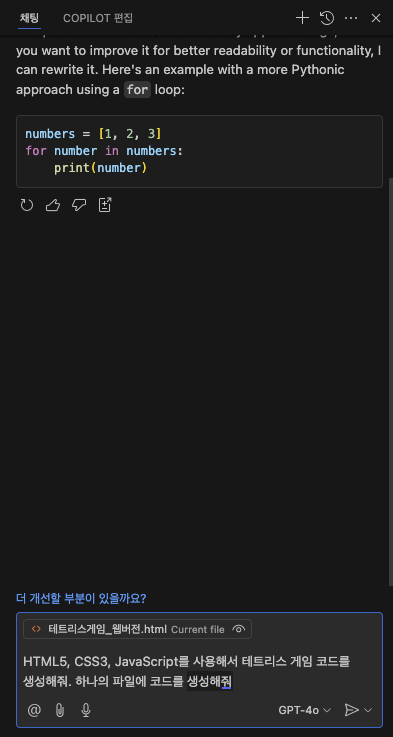 채팅 COPILOT 편집
you want to improve it for better readability or functionality, I
can rewrite it. Here's an example with a more Pythonic
approach using a for loop:
numbers = [1, 2, 3]
for number in numbers:
    print(number)
더 개선할 부분이 있을까요?
테트리스게임_웹버전.html Current file
HTML5, CSS3, JavaScript를 사용해서 테트리스 게임 코드를
생성해줘. 하나의 파일에 코드를 생성해줘
GPT-4o